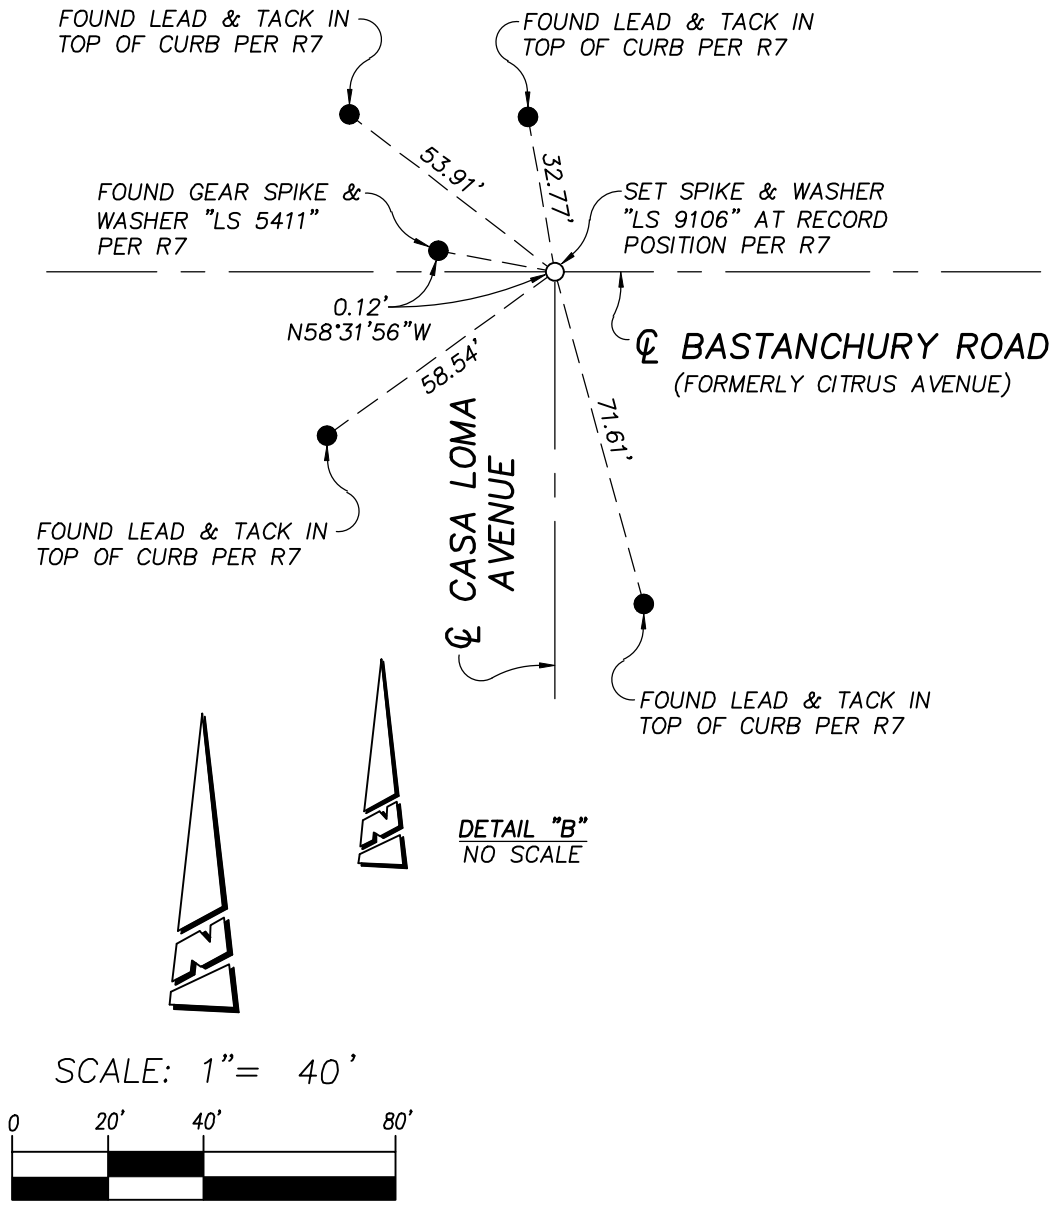 FOUND LEAD & TACK IN
TOP OF CURB PER R7
FOUND LEAD & TACK IN
TOP OF CURB PER R7
53.91'
32.77'
FOUND GEAR SPIKE &
WASHER "LS 5411"
PER R7
SET SPIKE & WASHER
"LS 9106" AT RECORD
POSITION PER R7
0.12'
N58°31'56"W
℄ BASTANCHURY ROAD
(FORMERLY CITRUS AVENUE)
58.54'
71.61'
℄ CASA LOMA
AVENUE
FOUND LEAD & TACK IN
TOP OF CURB PER R7
FOUND LEAD & TACK IN
TOP OF CURB PER R7
N
N
DETAIL "B"
NO SCALE
SCALE: 1"= 40'
0 20' 40' 80'